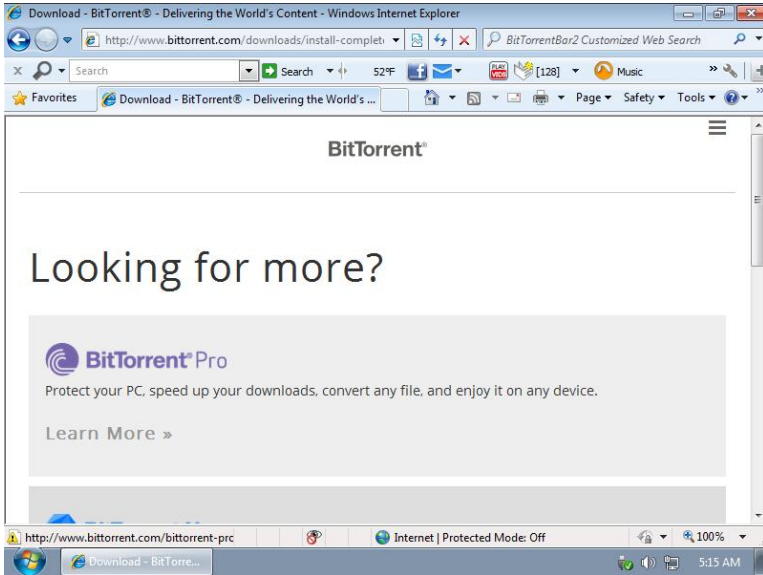 Download - BitTorrent® - Delivering the World's Content - Windows Internet Explorer
http://www.bittorrent.com/downloads/install-complet
BitTorrentBar2 Customized Web Search
Search Search 52°F PLAY VIDEO [128] Music »
Favorites Download - BitTorrent® - Delivering the World's ... Page Safety Tools »
BitTorrent®
Looking for more?
BitTorrent® Pro
Protect your PC, speed up your downloads, convert any file, and enjoy it on any device.
Learn More »
http://www.bittorrent.com/bittorrent-prc Internet | Protected Mode: Off 100%
Download - BitTorre... 5:15 AM